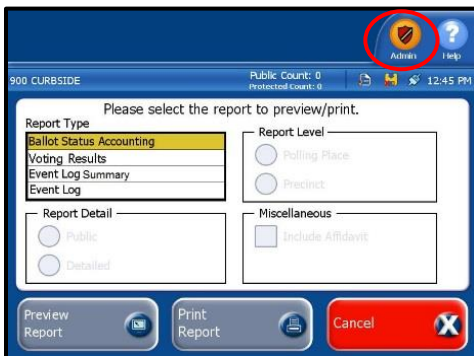 Admin
Help
900 CURBSIDE
Public Count: 0
Protected Count: 0
12:45 PM
Please select the report to preview/print.
Report Type
Ballot Status Accounting
Voting Results
Event Log Summary
Event Log
Report Level
Polling Place
Precinct
Report Detail
Public
Detailed
Miscellaneous
Include Affidavit
Preview
Report
Print
Report
Cancel